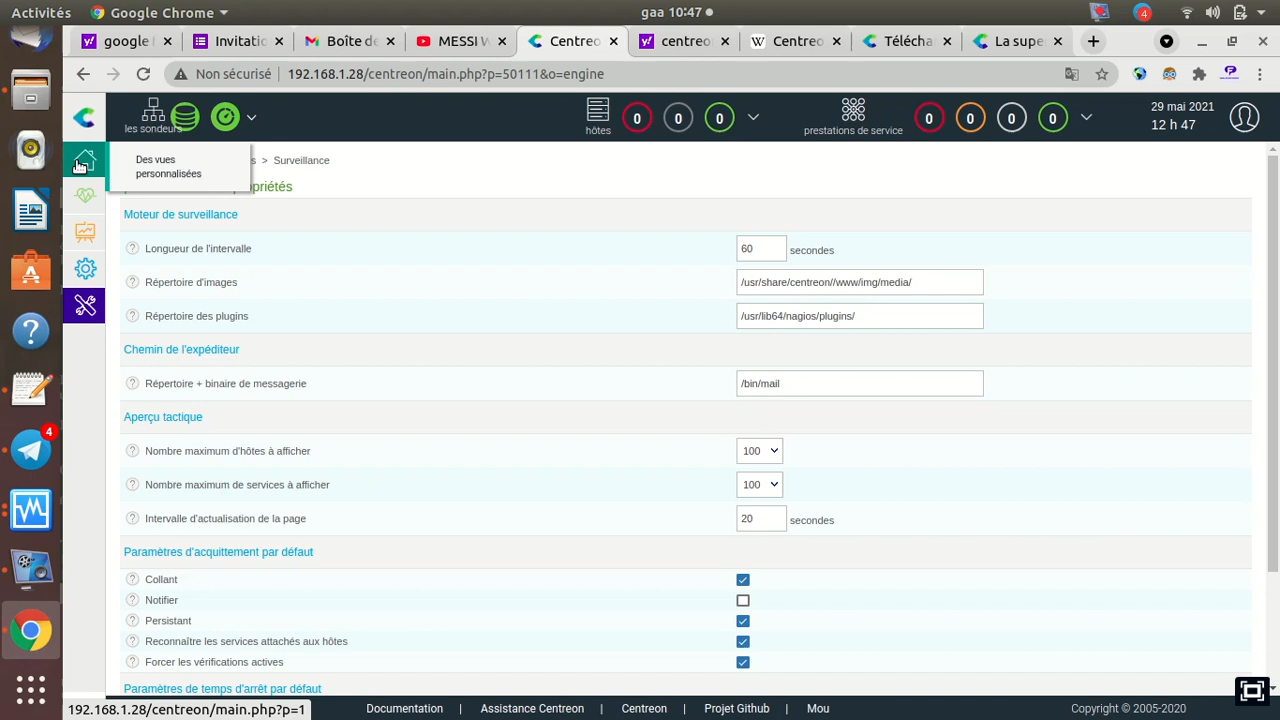 Activités Google Chrome gaa 10:47 4
google f Invitatio Boîte de MESSI W Centreo centreo Centreo Télécha La supe
Non sécurisé 192.168.1.28/centreon/main.php?p=50111&o=engine
les sondeurs hôtes 0 0 0 prestations de service 0 0 0 0 29 mai 2021
12 h 47
Des vues
personnalisées
s > Surveillance
opriétés
Moteur de surveillance
Longueur de l'intervalle 60 secondes
Répertoire d'images /usr/share/centreon//www/img/media/
Répertoire des plugins /usr/lib64/nagios/plugins/
Chemin de l'expéditeur
Répertoire + binaire de messagerie /bin/mail
Aperçu tactique
Nombre maximum d'hôtes à afficher 100
Nombre maximum de services à afficher 100
Intervalle d'actualisation de la page 20 secondes
Paramètres d'acquittement par défaut
Collant
Notifier
Persistant
Reconnaître les services attachés aux hôtes
Forcer les vérifications actives
Paramètres de temps d'arrêt par défaut
4
192.168.1.28/centreon/main.php?p=1
Documentation | Assistance Centreon | Centreon | Projet Github | Mou Copyright © 2005-2020